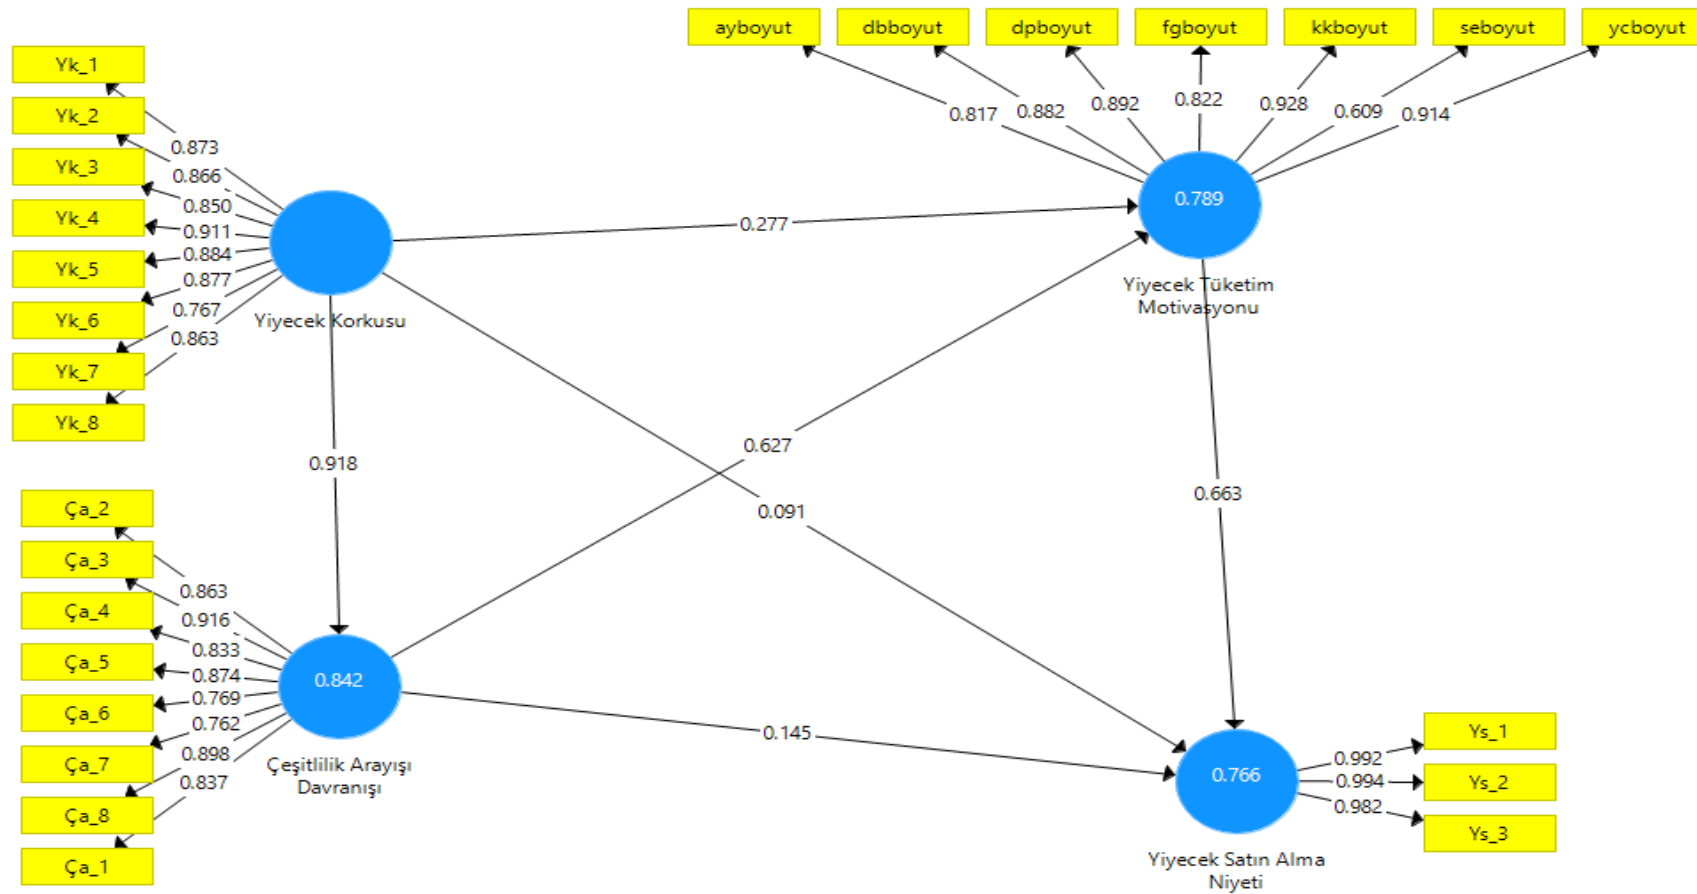 ayboyut
dbboyut
dpboyut
fgboyut
kkboyut
seboyut
ycboyut
0.817
0.882
0.892
0.822
0.928
0.609
0.914
Yk_1
Yk_2
Yk_3
Yk_4
Yk_5
Yk_6
Yk_7
Yk_8
0.873
0.866
0.850
0.911
0.884
0.877
0.767
0.863
Yiyecek Korkusu
0.277
0.789
Yiyecek Tüketim
Motivasyonu
0.918
0.627
0.091
0.663
Ça_2
Ça_3
Ça_4
Ça_5
Ça_6
Ça_7
Ça_8
Ça_1
0.863
0.916
0.833
0.874
0.769
0.762
0.898
0.837
0.842
Çeşitlilik Arayışı
Davranışı
0.145
0.766
Yiyecek Satın Alma
Niyeti
0.992
0.994
0.982
Ys_1
Ys_2
Ys_3